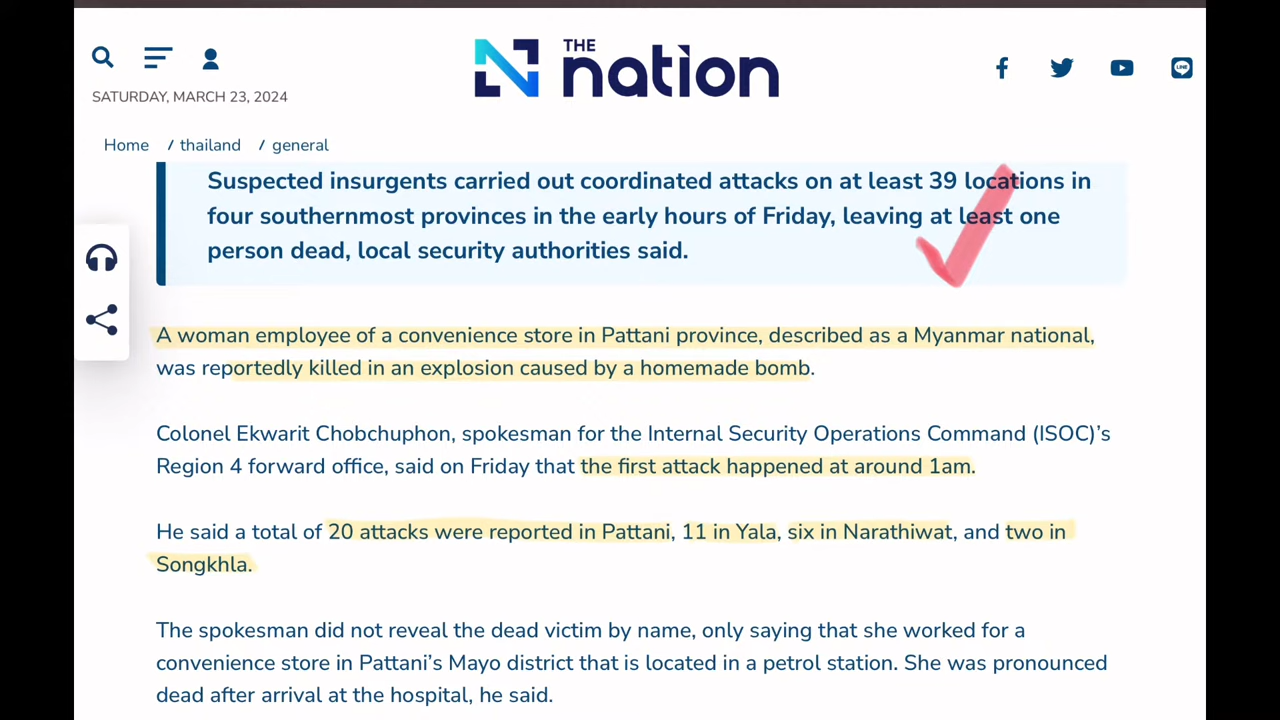 THE
nation
SATURDAY, MARCH 23, 2024
LINE
Home / thailand / general
Suspected insurgents carried out coordinated attacks on at least 39 locations in
four southernmost provinces in the early hours of Friday, leaving at least one
person dead, local security authorities said.
A woman employee of a convenience store in Pattani province, described as a Myanmar national,
was reportedly killed in an explosion caused by a homemade bomb.
Colonel Ekwarit Chobchuphon, spokesman for the Internal Security Operations Command (ISOC)’s
Region 4 forward office, said on Friday that the first attack happened at around 1am.
He said a total of 20 attacks were reported in Pattani, 11 in Yala, six in Narathiwat, and two in
Songkhla.
The spokesman did not reveal the dead victim by name, only saying that she worked for a
convenience store in Pattani’s Mayo district that is located in a petrol station. She was pronounced
dead after arrival at the hospital, he said.